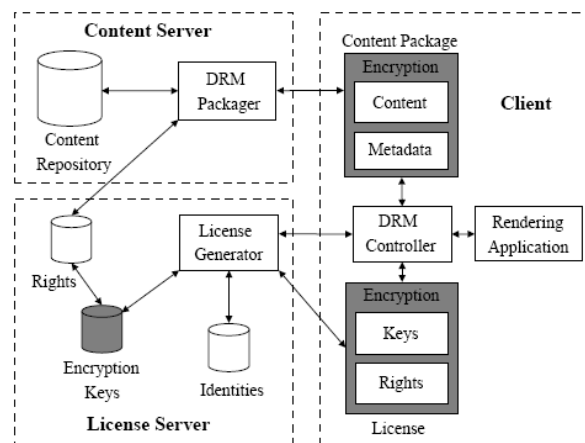 Content Server
Content
Repository
DRM
Packager
Content Package
Encryption
Content
Metadata
Client
Rights
Encryption
Keys
License
Generator
Identities
License Server
DRM
Controller
Rendering
Application
Encryption
Keys
Rights
License